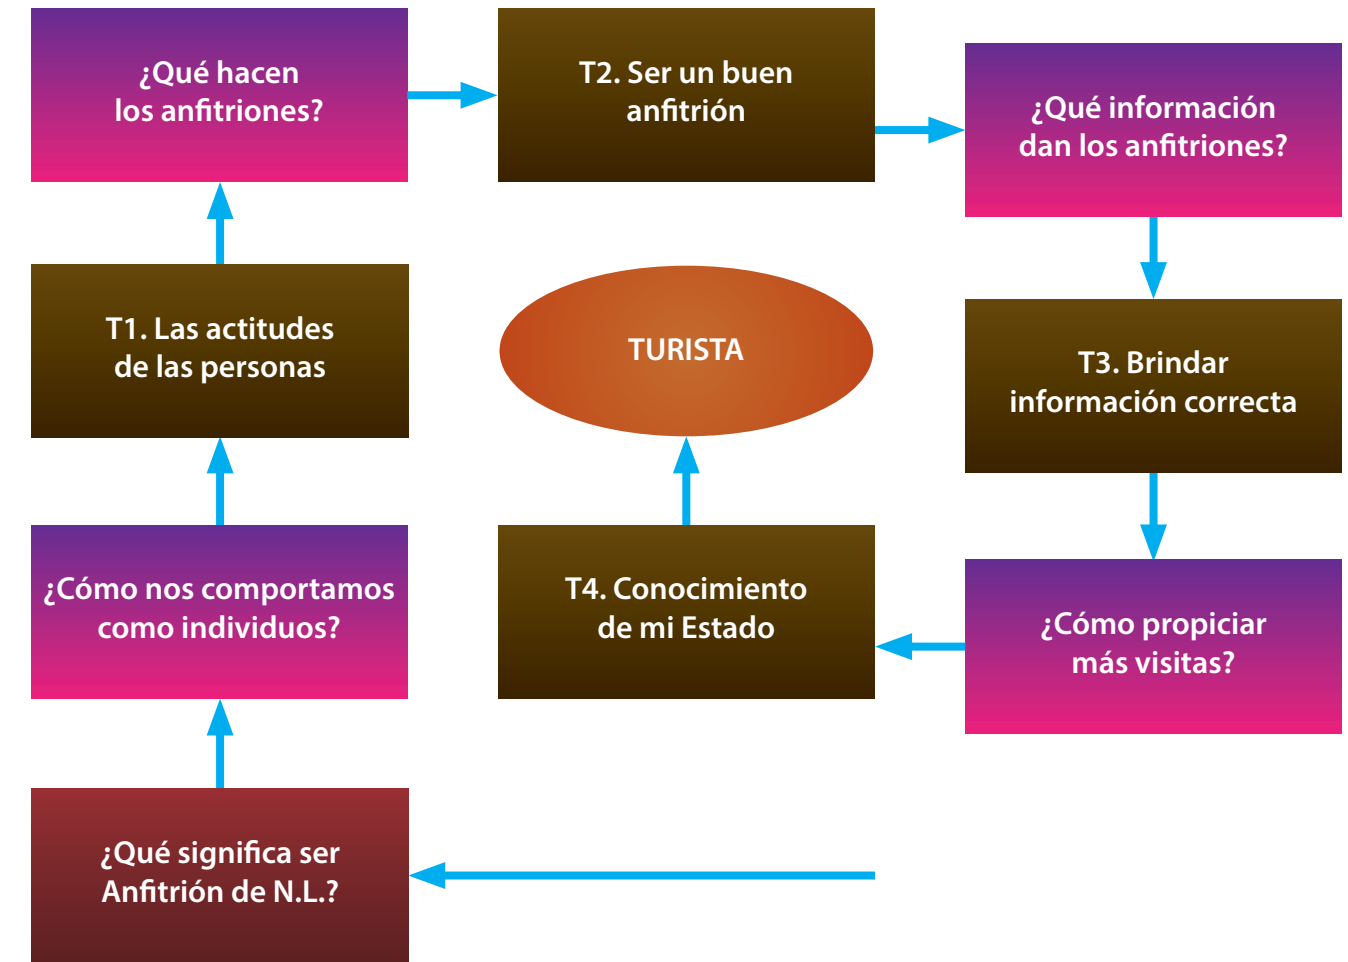 ¿Qué hacen
los anfitriones?
T2. Ser un buen
anfitrión
¿Qué información
dan los anfitriones?
T1. Las actitudes
de las personas
TURISTA
T3. Brindar
información correcta
¿Cómo nos comportamos
como individuos?
T4. Conocimiento
de mi Estado
¿Cómo propiciar
más visitas?
¿Qué significa ser
Anfitrión de N.L.?